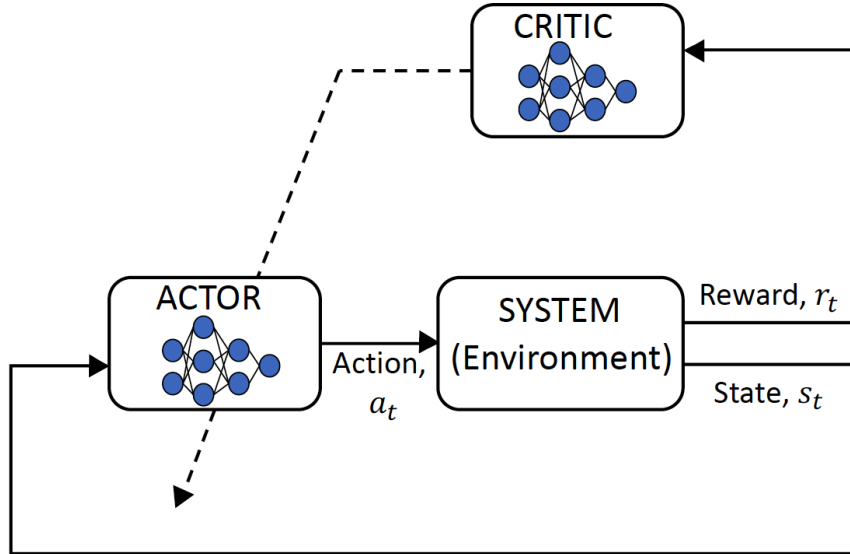 CRITIC
ACTOR
Action,
a_t
SYSTEM
(Environment)
Reward, r_t
State, s_t